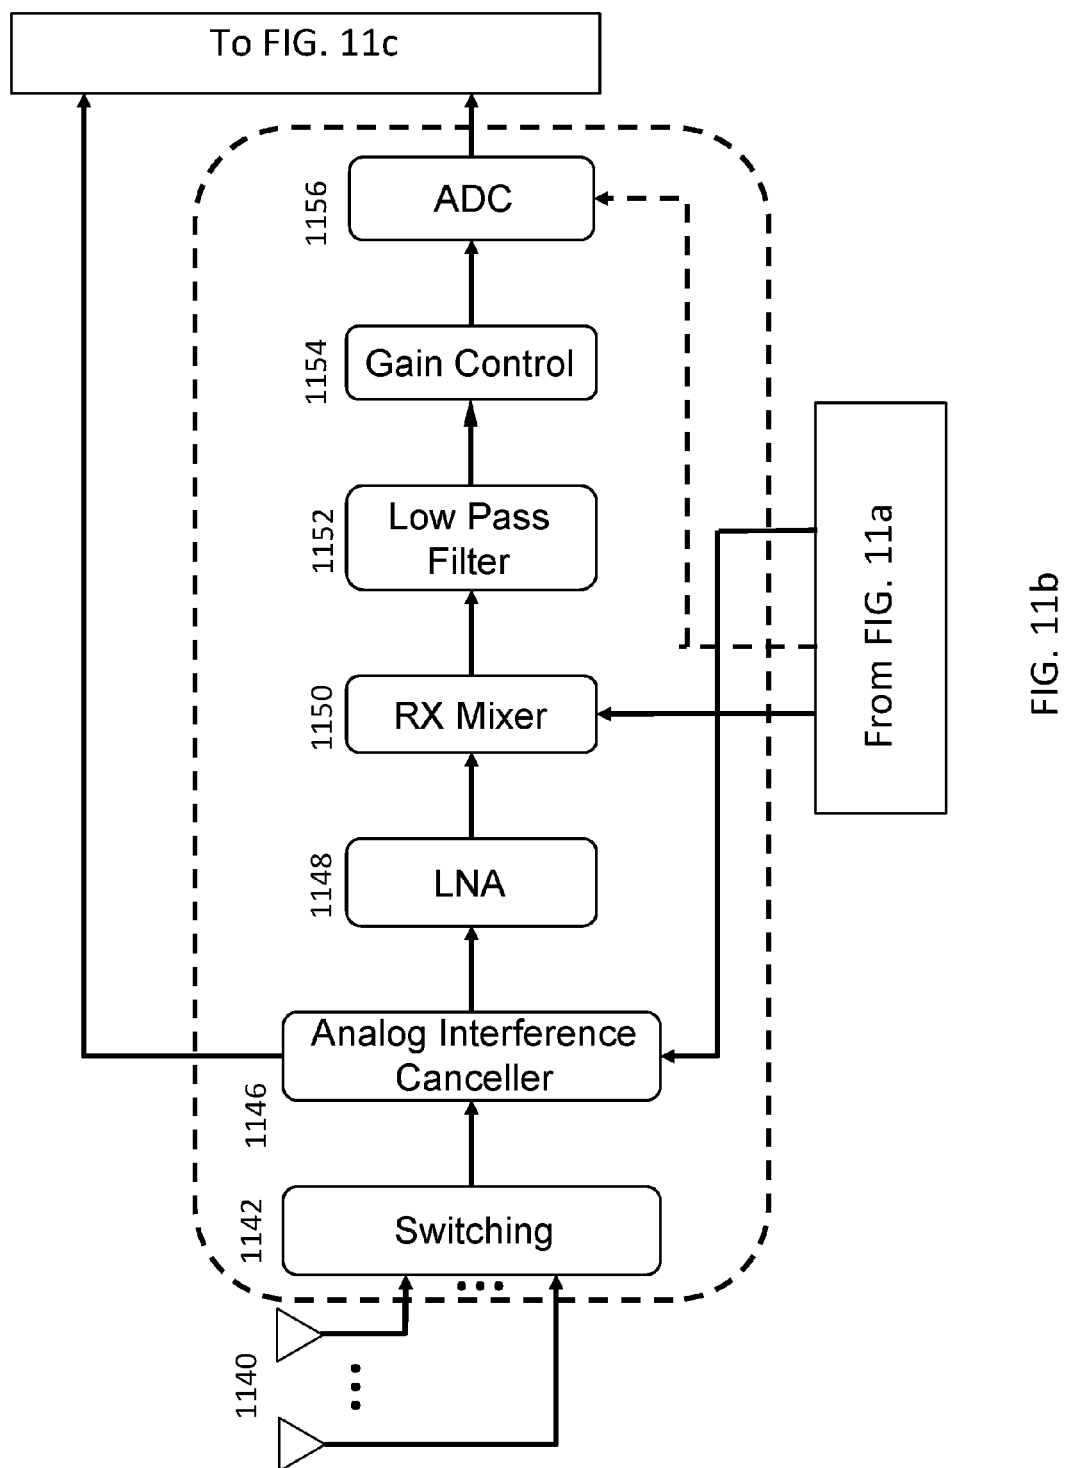 To FIG. 11c
1156
ADC
1154
Gain Control
1152
Low Pass
Filter
1150
RX Mixer
From FIG. 11a
FIG. 11b
1148
LNA
1146
Analog Interference
Canceller
1142
Switching
1140